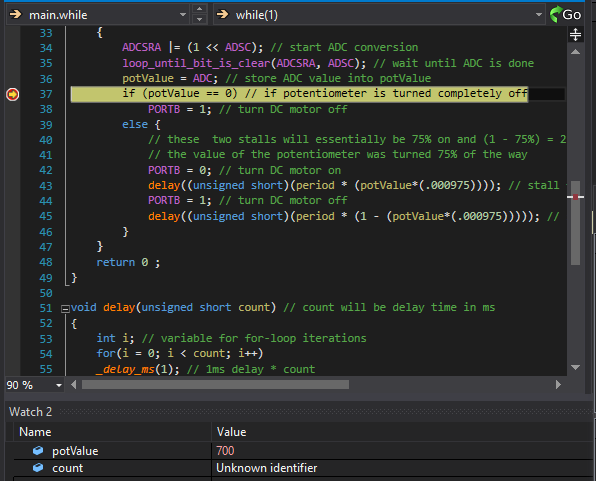 main.while
while(1)
Go
33 {
34 ADCSRA |= (1 << ADSC); // start ADC conversion
35 loop_until_bit_is_clear(ADCSRA, ADSC); // wait until ADC is done
36 potValue = ADC; // store ADC value into potValue
37 if (potValue == 0) // if potentiometer is turned completely off
38 PORTB = 1; // turn DC motor off
39 else {
40 // these two stalls will essentially be 75% on and (1 - 75%) = 2
41 // the value of the potentiometer was turned 75% of the way
42 PORTB = 0; // turn DC motor on
43 delay((unsigned short)(period * (potValue*(.000975)))); // stall
44 PORTB = 1; // turn DC motor off
45 delay((unsigned short)(period * (1 - (potValue*(.000975))))); //
46 }
47 }
48 return 0 ;
49 }
50
51 void delay(unsigned short count) // count will be delay time in ms
52 {
53 int i; // variable for for-loop iterations
54 for(i = 0; i < count; i++)
55 _delay_ms(1); // 1ms delay * count
90 %
Watch 2
Name Value
potValue 700
count Unknown identifier